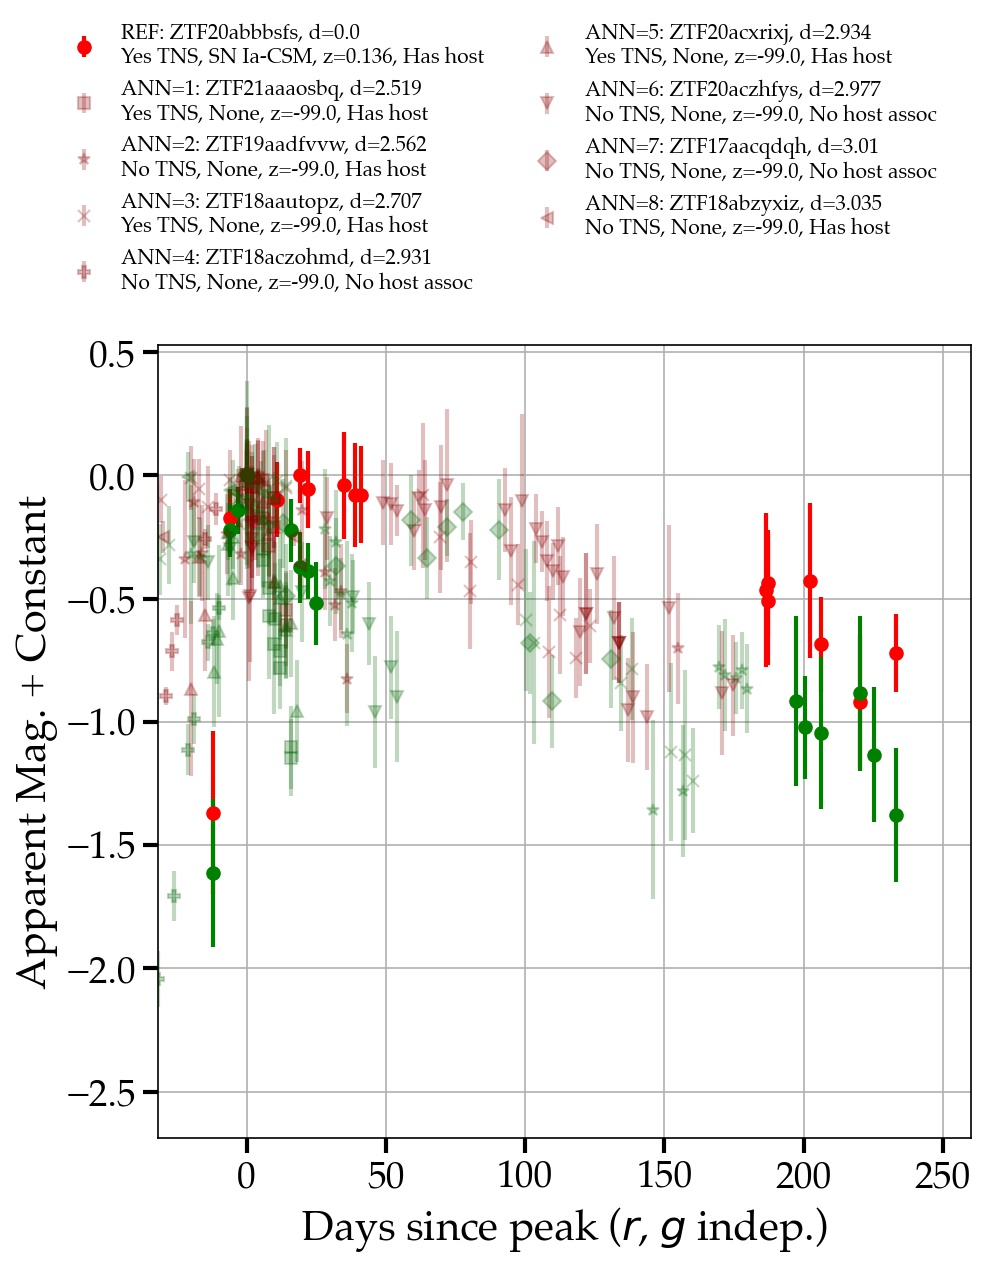 REF: ZTF20abbbsfs, d=0.0
Yes TNS, SN Ia-CSM, z=0.136, Has host
ANN=1: ZTF21aaaosbq, d=2.519
Yes TNS, None, z=-99.0, Has host
ANN=2: ZTF19aadfvvw, d=2.562
No TNS, None, z=-99.0, Has host
ANN=3: ZTF18aautopz, d=2.707
Yes TNS, None, z=-99.0, Has host
ANN=4: ZTF18aczohmd, d=2.931
No TNS, None, z=-99.0, No host assoc
ANN=5: ZTF20acxrixj, d=2.934
Yes TNS, None, z=-99.0, Has host
ANN=6: ZTF20aczhfys, d=2.977
No TNS, None, z=-99.0, No host assoc
ANN=7: ZTF17aacqdqh, d=3.01
No TNS, None, z=-99.0, No host assoc
ANN=8: ZTF18abzyxiz, d=3.035
No TNS, None, z=-99.0, Has host
Apparent Mag. + Constant
0.5
0.0
−0.5
−1.0
−1.5
−2.0
−2.5
0 50 100 150 200 250
Days since peak (r, g indep.)